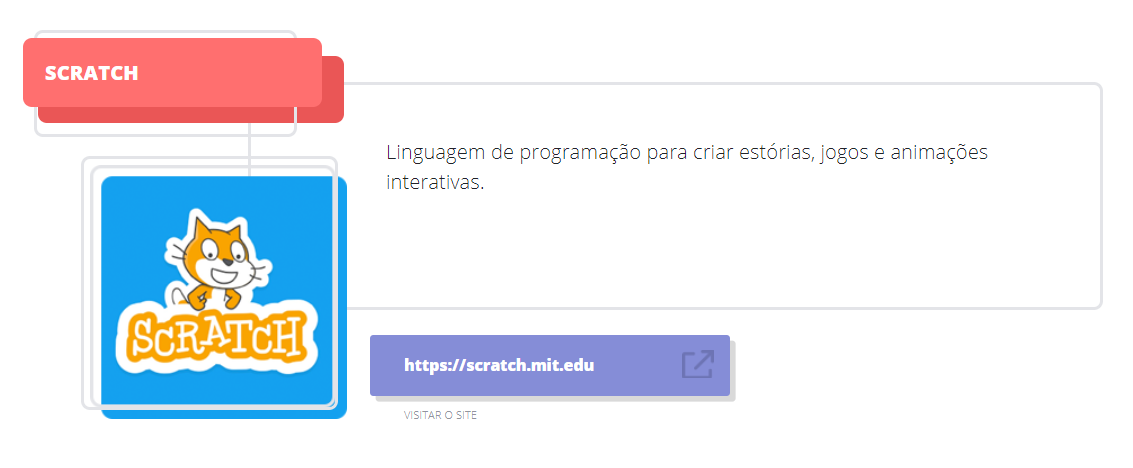 SCRATCH
Linguagem de programação para criar estórias, jogos e animações
interativas.
SCRATCH
https://scratch.mit.edu
VISITAR O SITE